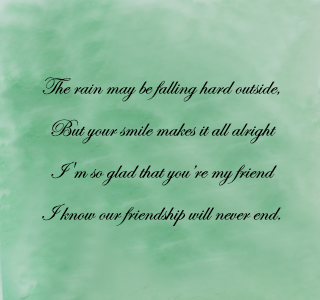 The rain may be falling hard outside,
But your smile makes it all alright
I'm so glad that you're my friend
I know our friendship will never end.